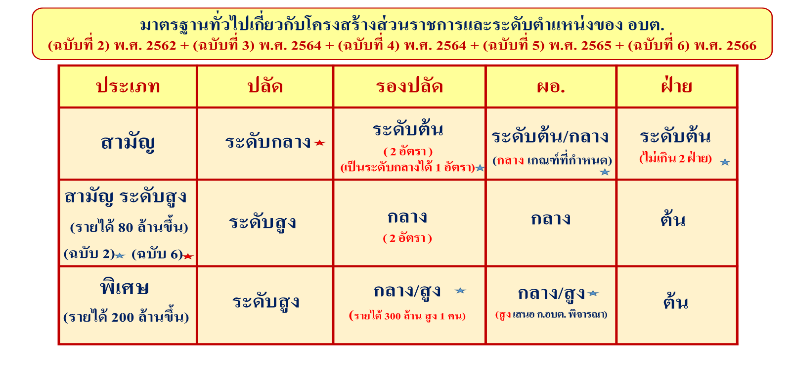 มาตรฐานทั่วไปเกี่ยวกับโครงสร้างส่วนราชการและระดับตำแหน่งของ อบต.
(ฉบับที่ 2) พ.ศ. 2562 + (ฉบับที่ 3) พ.ศ. 2564 + (ฉบับที่ 4) พ.ศ. 2564 + (ฉบับที่ 5) พ.ศ. 2565 + (ฉบับที่ 6) พ.ศ. 2566
ประเภท
ปลัด
รองปลัด
ผอ.
ฝ่าย
สามัญ
ระดับกลาง
ระดับต้น
( 2 อัตรา )
(เป็นระดับกลางได้ 1 อัตรา)
ระดับต้น/กลาง
(กลาง เกณฑ์ที่กำหนด)
ระดับต้น
(ไม่เกิน 2 ฝ่าย)
สามัญ ระดับสูง
(รายได้ 80 ล้านขึ้น)
(ฉบับ 2) (ฉบับ 6)
ระดับสูง
กลาง
( 2 อัตรา )
กลาง
ต้น
พิเศษ
(รายได้ 200 ล้านขึ้น)
ระดับสูง
กลาง/สูง
(รายได้ 300 ล้าน สูง 1 คน)
กลาง/สูง
(สูง เสนอ ก.อบต. พิจารณา)
ต้น